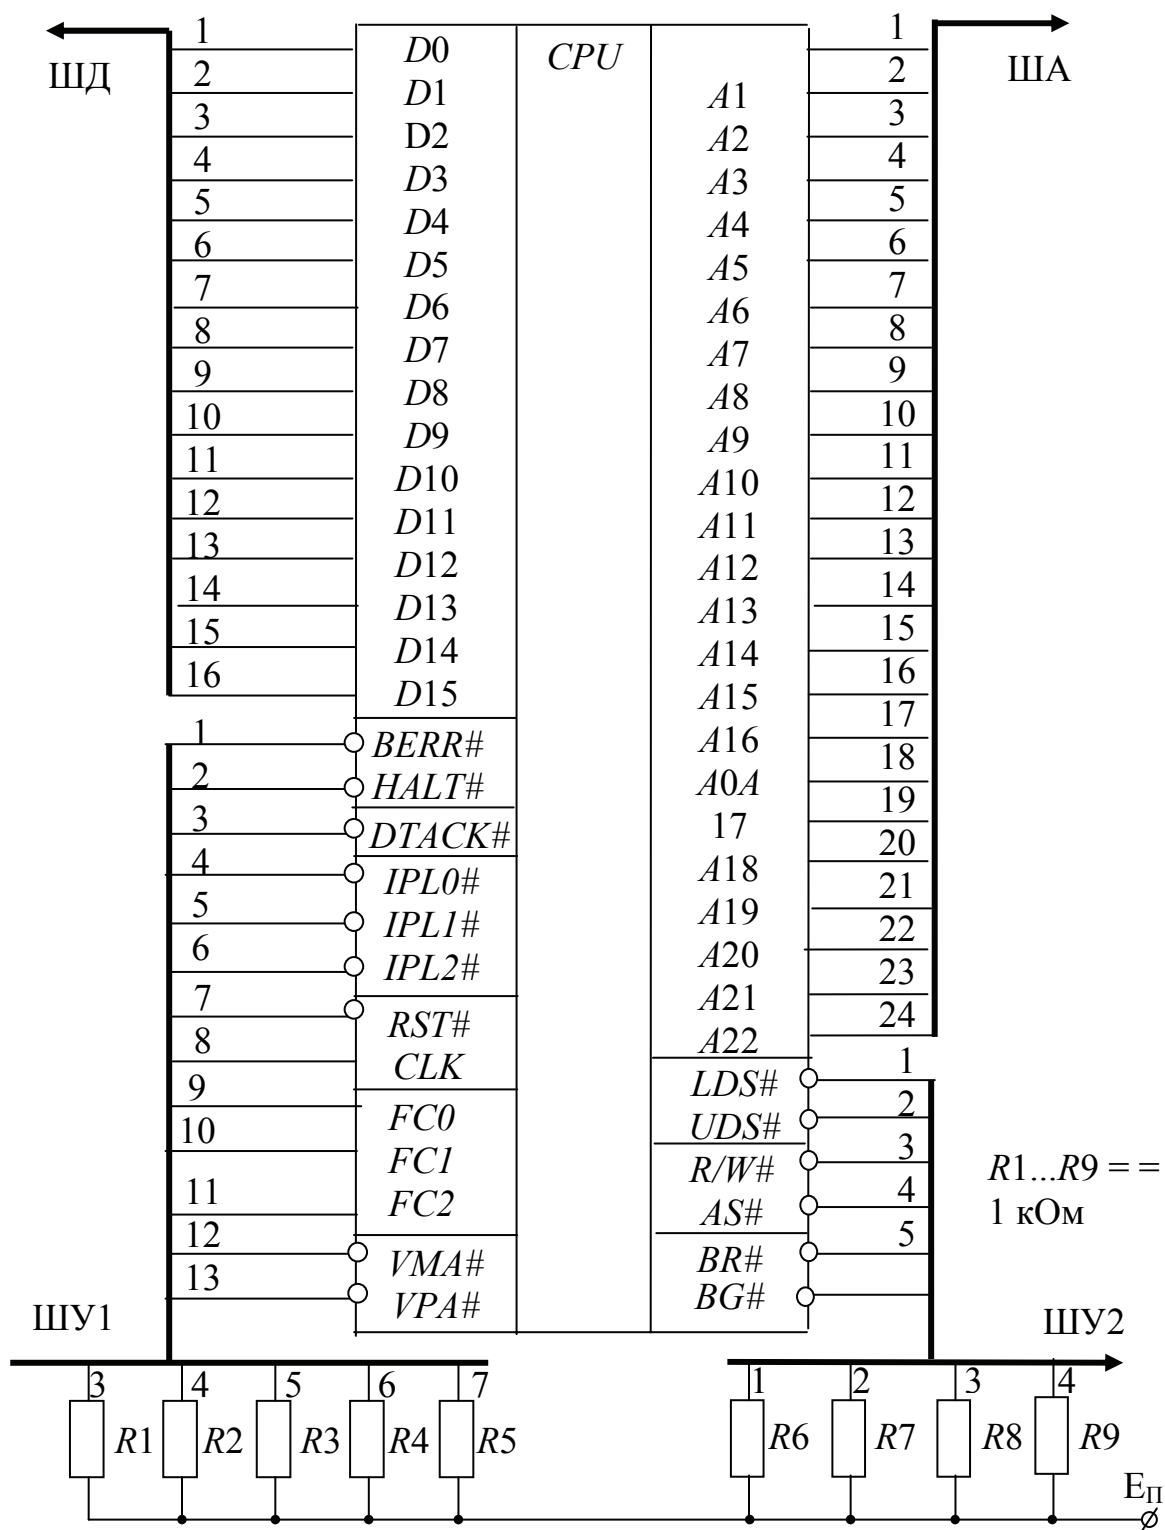 1 D0 CPU 1
ШД ША
2 D1 A1 2
3 D2 A2 3
4 D3 A3 4
5 D4 A4 5
6 D5 A5 6
7 D6 A6 7
8 D7 A7 8
9 D8 A8 9
10 D9 A9 10
11 D10 A10 11
12 D11 A11 12
13 D12 A12 13
14 D13 A13 14
15 D14 A14 15
16 D15 A15 16
1 BERR# A16 17
2 HALT# A0A 18
3 DTACK# 17 19
4 IPL0# A18 20
5 IPL1# A19 21
6 IPL2# A20 22
7 RST# A21 23
8 CLK A22 24
9 FC0 LDS# 1
10 FC1 UDS# 2
11 FC2 R/W# 3
12 VMA# AS# 4
13 VPA# BR# 5
BG#
R1...R9 = =
1 кОм
ШУ1 ШУ2
3 4 5 6 7 1 2 3 4
R1 R2 R3 R4 R5 R6 R7 R8 R9
ЕП